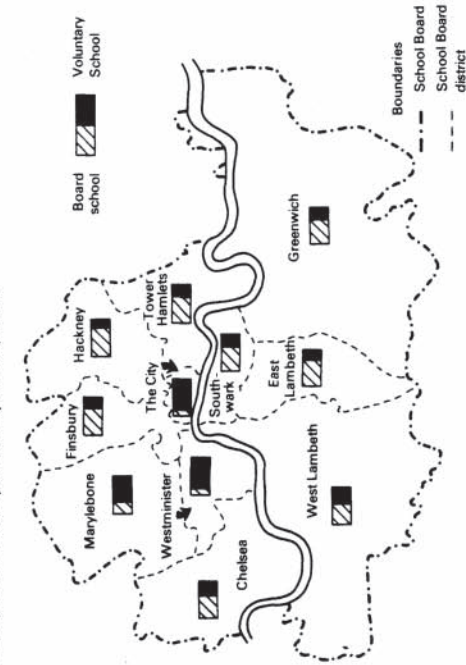 Board
school
Voluntary
School
Hackney
Finsbury
Marylebone
The City
Tower
Hamlets
Westminister
South
wark
Chelsea
East
Lambeth
West Lambeth
Greenwich
Boundaries
School Board
School Board
district